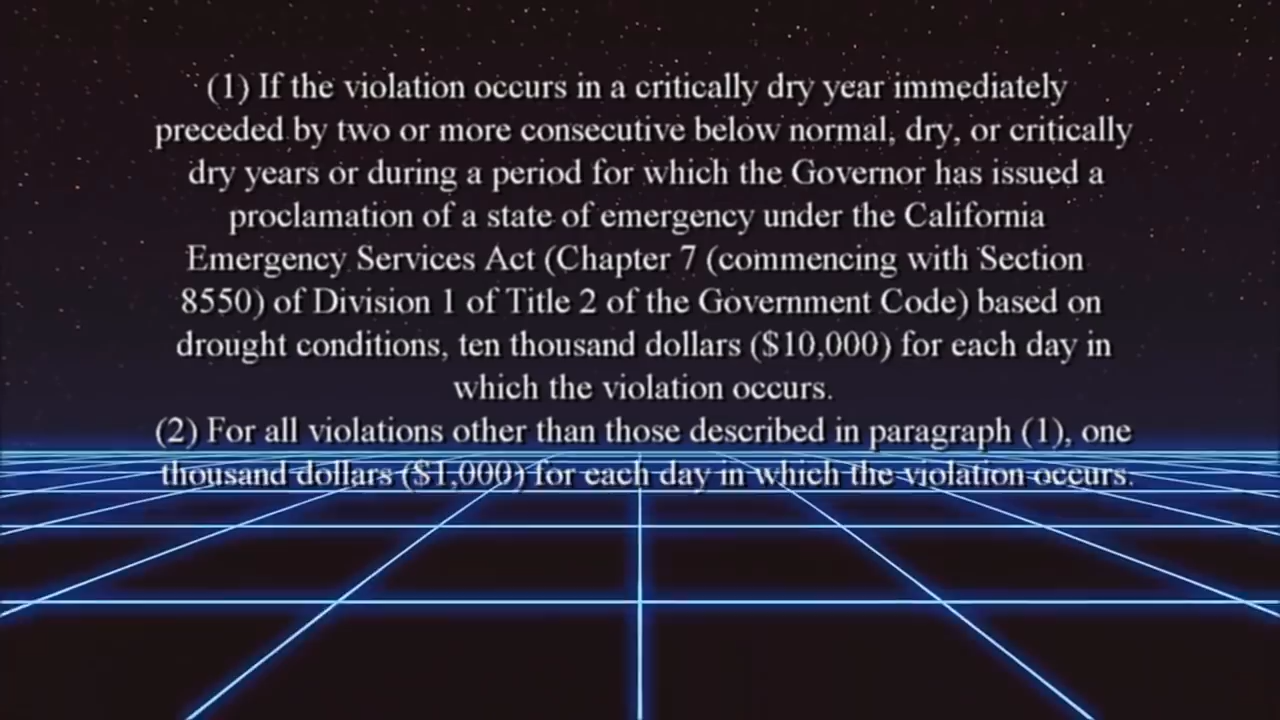 (1) If the violation occurs in a critically dry year immediately
preceded by two or more consecutive below normal, dry, or critically
dry years or during a period for which the Governor has issued a
proclamation of a state of emergency under the California
Emergency Services Act (Chapter 7 (commencing with Section
8550) of Division 1 of Title 2 of the Government Code) based on
drought conditions, ten thousand dollars ($10,000) for each day in
which the violation occurs.
(2) For all violations other than those described in paragraph (1), one
thousand dollars ($1,000) for each day in which the violation occurs.